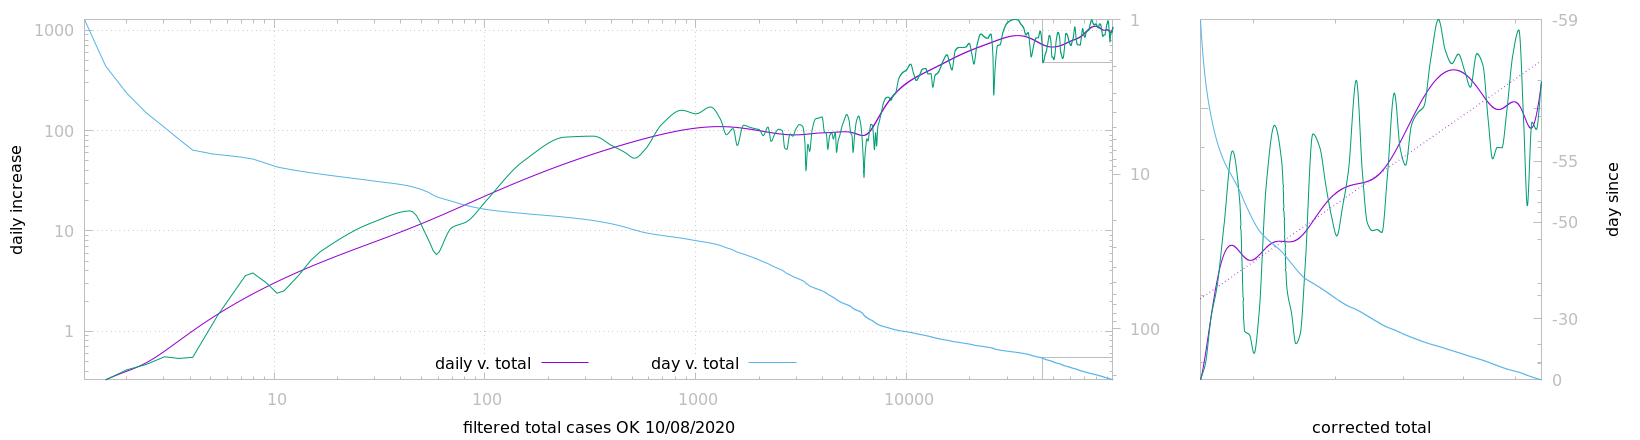 1000
100
10
1
daily increase
10
100
1000
10000
filtered total cases OK 10/08/2020
daily v. total
day v. total
1
10
100
-59
-55
-50
-30
0
day since
corrected total